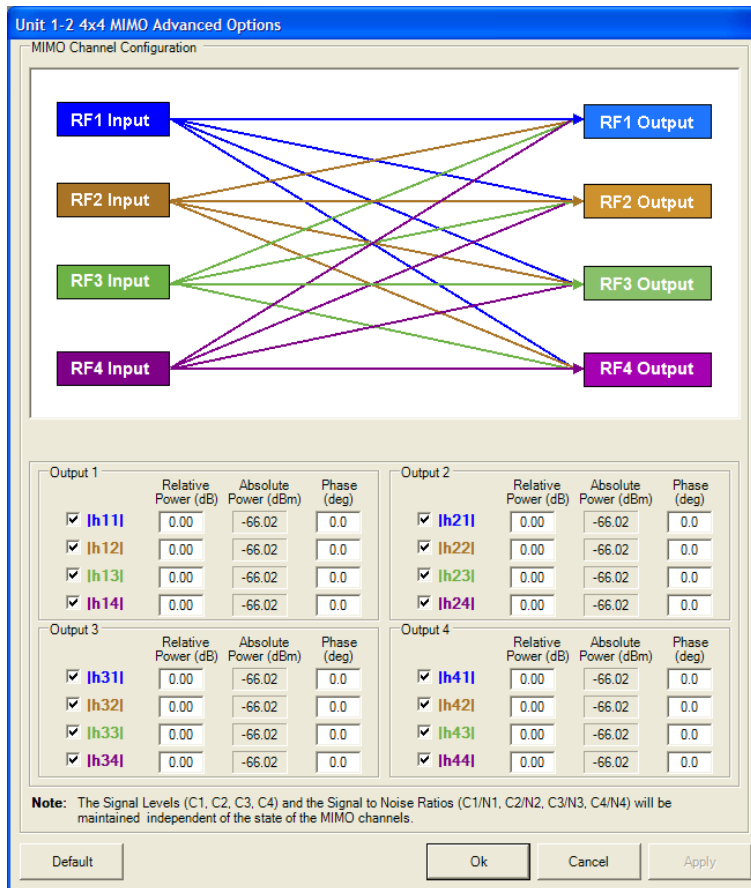 Unit 1-2 4x4 MIMO Advanced Options
MIMO Channel Configuration
RF1 Input
RF1 Output
RF2 Input
RF2 Output
RF3 Input
RF3 Output
RF4 Input
RF4 Output
Output 1
Relative Power (dB) Absolute Power (dBm) Phase (deg)
|h11| 0.00 -66.02 0.0
|h12| 0.00 -66.02 0.0
|h13| 0.00 -66.02 0.0
|h14| 0.00 -66.02 0.0
Output 2
Relative Power (dB) Absolute Power (dBm) Phase (deg)
|h21| 0.00 -66.02 0.0
|h22| 0.00 -66.02 0.0
|h23| 0.00 -66.02 0.0
|h24| 0.00 -66.02 0.0
Output 3
Relative Power (dB) Absolute Power (dBm) Phase (deg)
|h31| 0.00 -66.02 0.0
|h32| 0.00 -66.02 0.0
|h33| 0.00 -66.02 0.0
|h34| 0.00 -66.02 0.0
Output 4
Relative Power (dB) Absolute Power (dBm) Phase (deg)
|h41| 0.00 -66.02 0.0
|h42| 0.00 -66.02 0.0
|h43| 0.00 -66.02 0.0
|h44| 0.00 -66.02 0.0
Note: The Signal Levels (C1, C2, C3, C4) and the Signal to Noise Ratios (C1/N1, C2/N2, C3/N3, C4/N4) will be
maintained independent of the state of the MIMO channels.
Default
Ok
Cancel
Apply